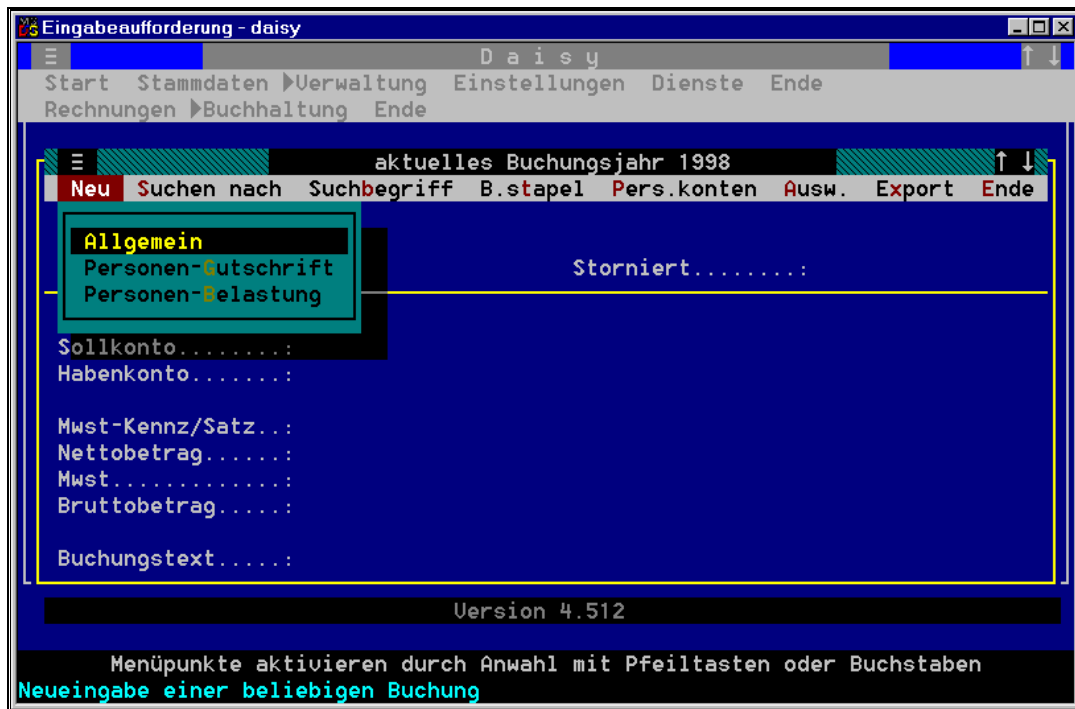 Eingabeaufforderung - daisy
Daisy
Start Stammdaten Verwaltung Einstellungen Dienste Ende
Rechnungen Buchhaltung Ende
aktuelles Buchungsjahr 1998
Neu Suchen nach Suchbegriff B.stapel Pers.konten Ausw. Export Ende
Allgemein
Personen-Gutschrift Storniert........:
Personen-Belastung
Sollkonto........:
Habenkonto.......:
Mwst-Kennz/Satz..:
Nettobetrag......:
Mwst.............:
Bruttobetrag.....:
Buchungstext.....:
Version 4.512
Menüpunkte aktivieren durch Anwahl mit Pfeiltasten oder Buchstaben
Neueingabe einer beliebigen Buchung